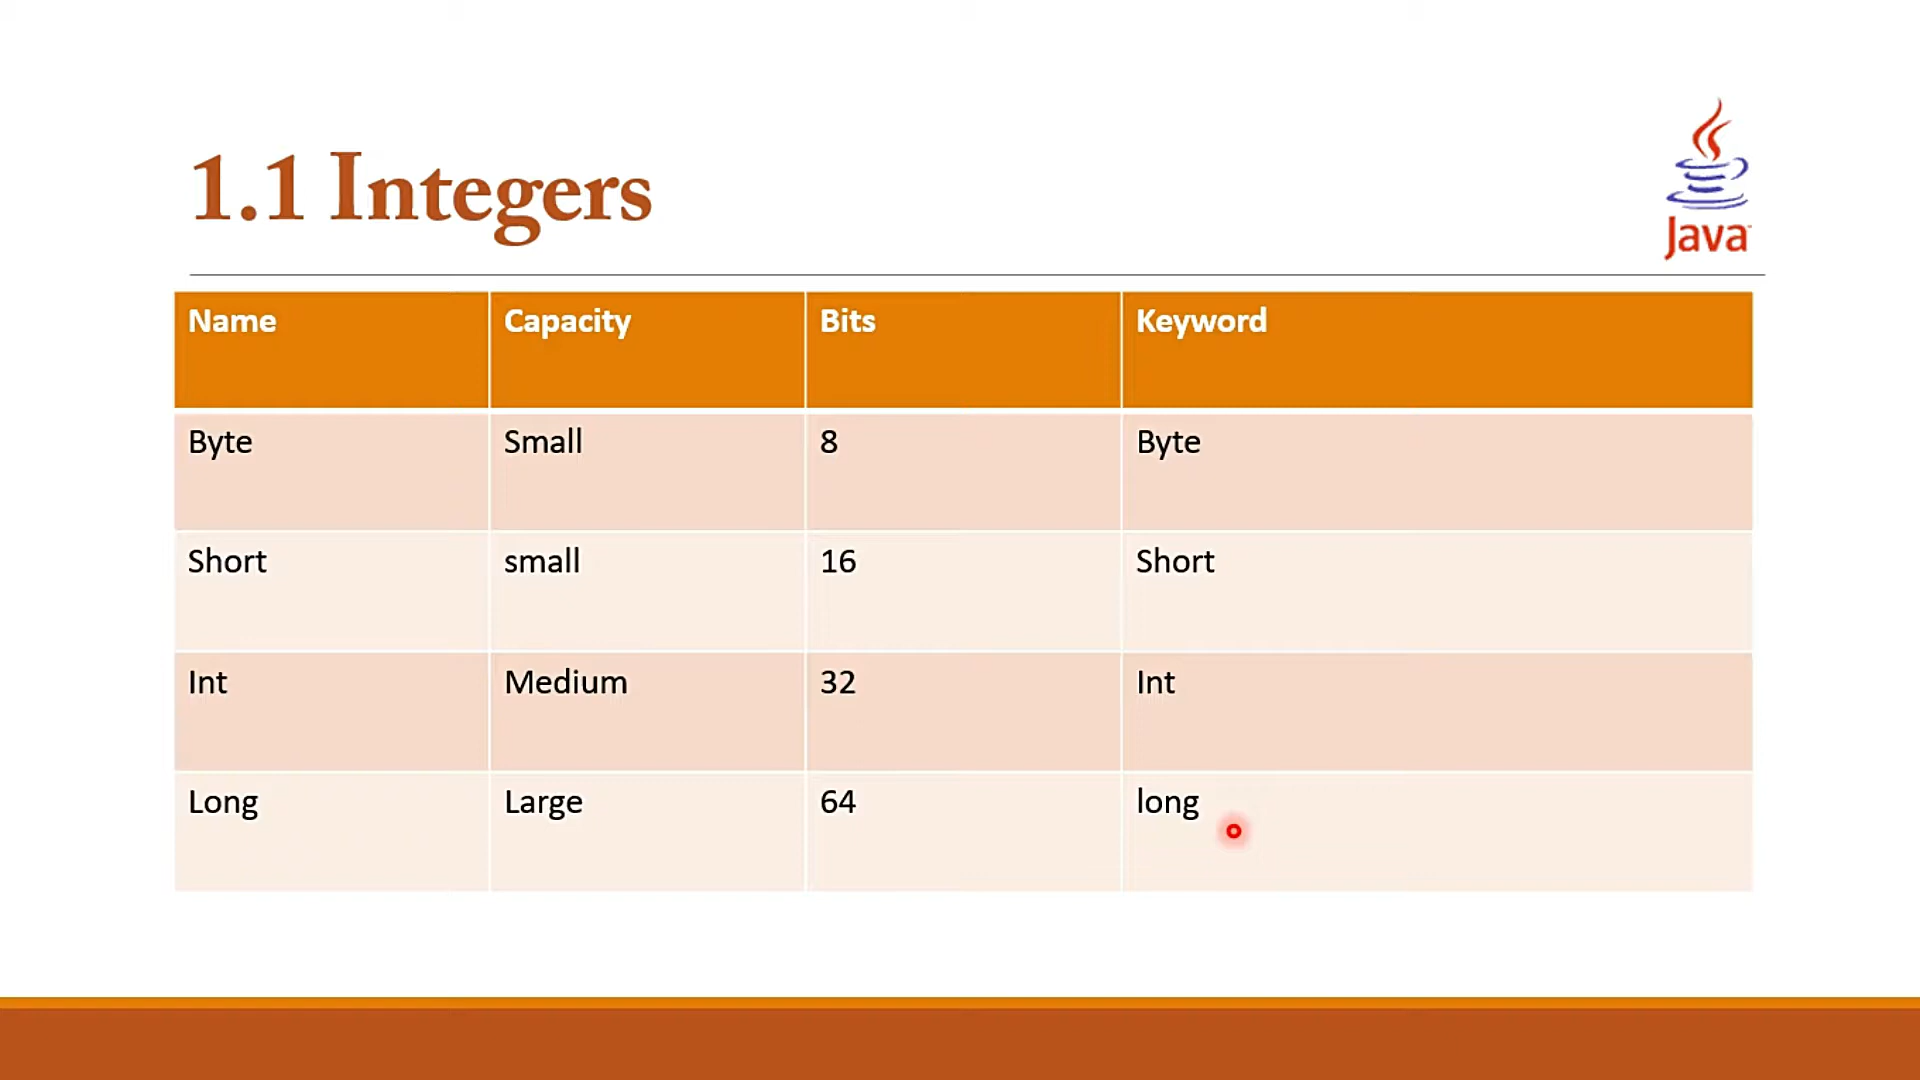 1.1 Integers
Java
Name Capacity Bits Keyword
Byte Small 8 Byte
Short small 16 Short
Int Medium 32 Int
Long Large 64 long